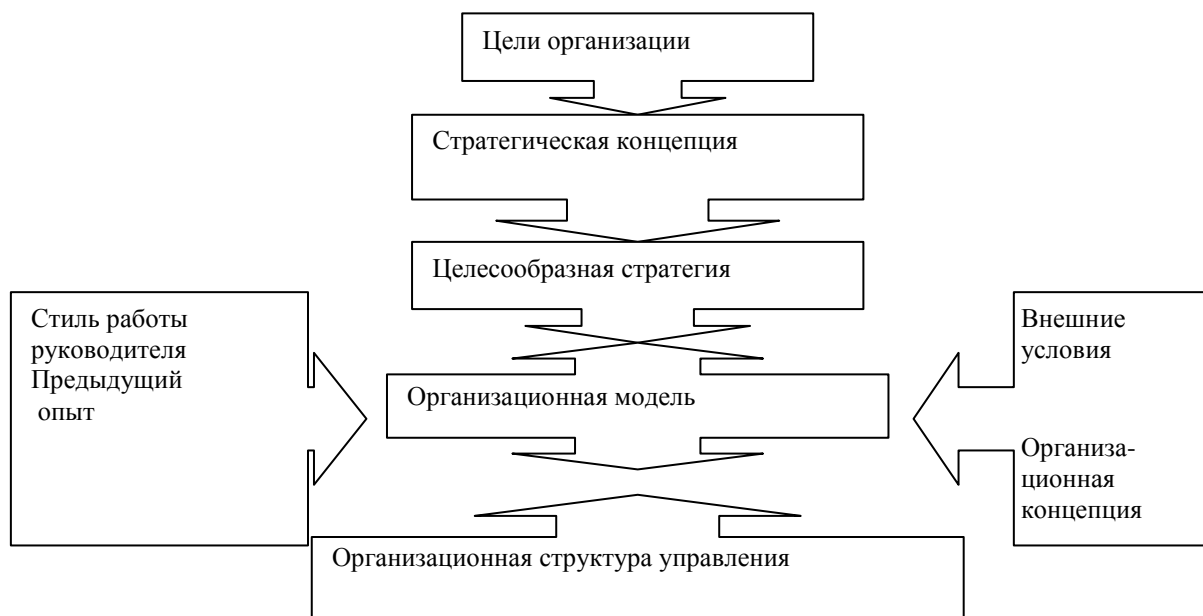 Цели организации
Стратегическая концепция
Целесообразная стратегия
Стиль работы
руководителя
Предыдущий
опыт
Внешние
условия
Организационная модель
Организа-
ционная
концепция
Организационная структура управления